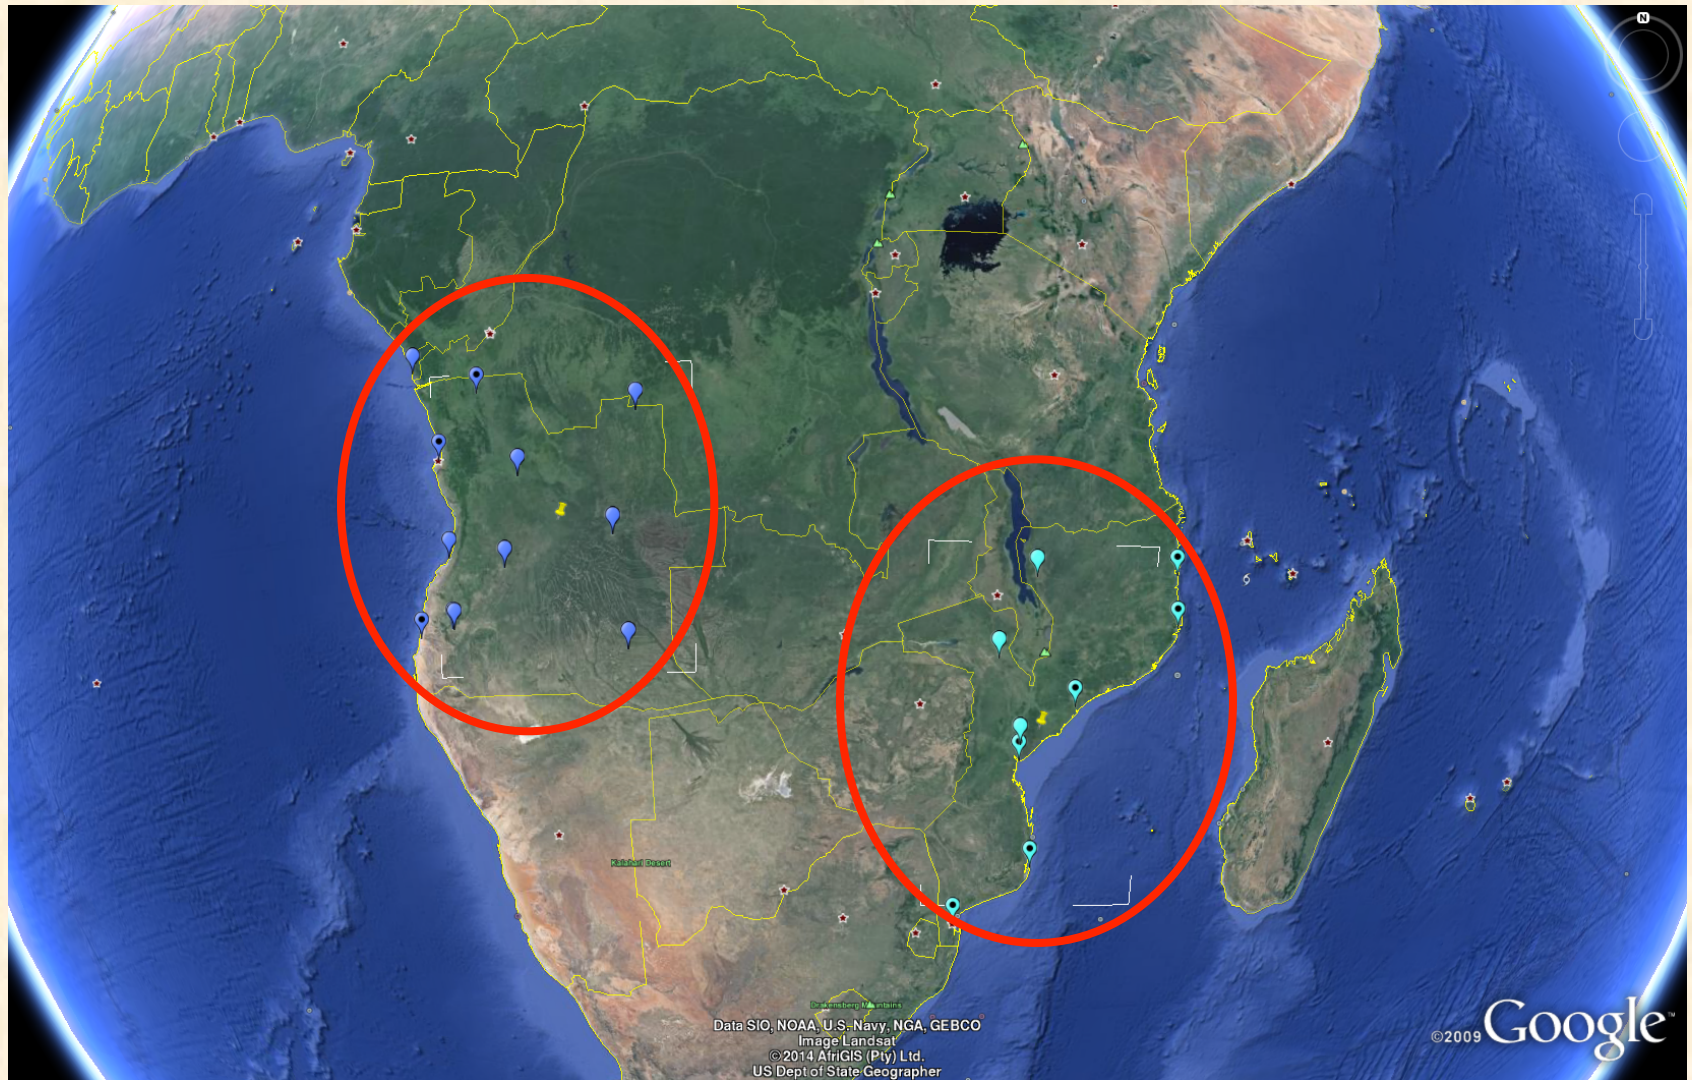 N
Kalahari Desert
Drakensberg Mountains
Data SIO, NOAA, U.S. Navy, NGA, GEBCO
Image Landsat
© 2014 AfriGIS (Pty) Ltd.
US Dept of State Geographer
©2009 Google™